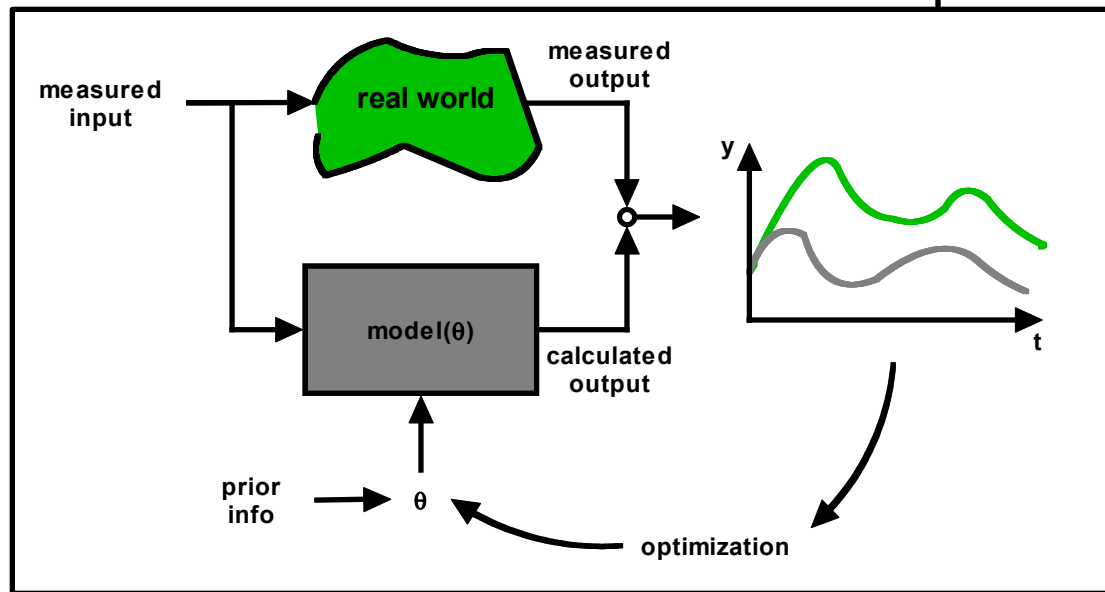 measured
input
real world
measured
output
y
model(θ)
calculated
output
t
prior
info
θ
optimization